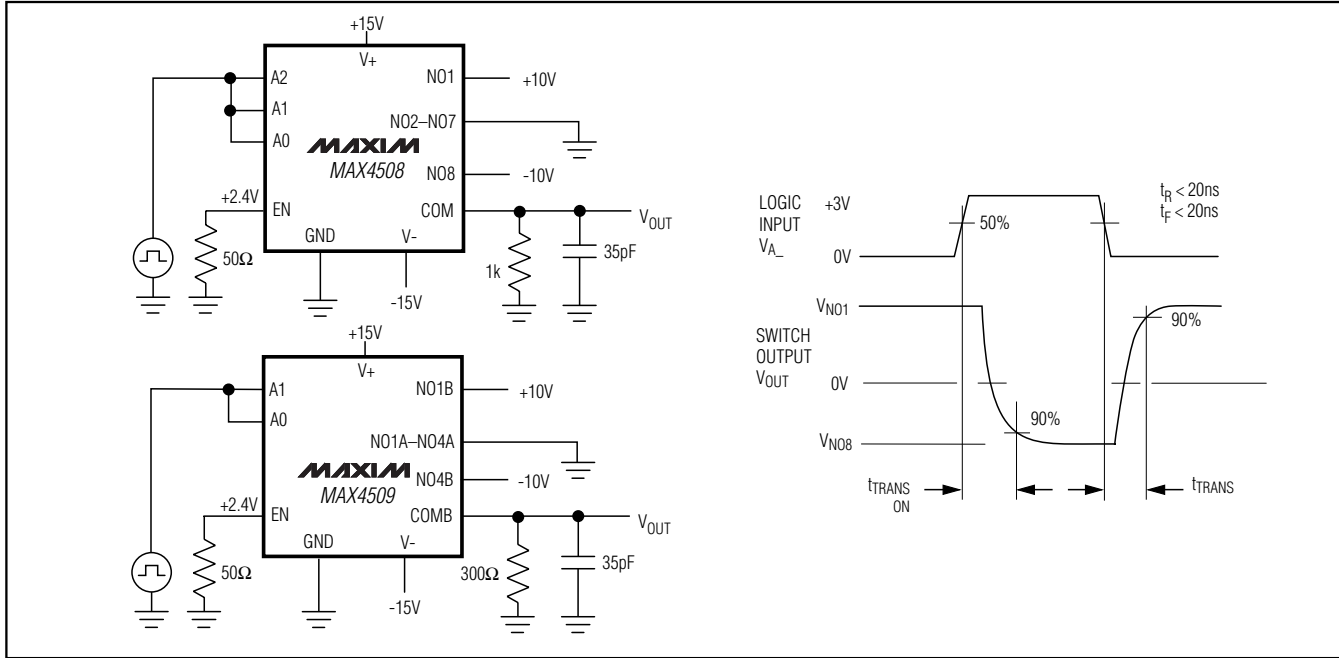 +15V
V+
A2
A1
A0
NO1
+10V
NO2–NO7
MAXIM
MAX4508
NO8
-10V
+2.4V
EN
COM
VOUT
GND
V-
50Ω
1k
35pF
-15V
+15V
V+
A1
A0
NO1B
+10V
NO1A–NO4A
MAXIM
MAX4509
NO4B
-10V
+2.4V
EN
COMB
VOUT
GND
V-
50Ω
300Ω
35pF
-15V
LOGIC
INPUT
VA_
+3V
0V
50%
tR < 20ns
tF < 20ns
VNO1
SWITCH
OUTPUT
VOUT
0V
90%
90%
VNO8
tTRANS
ON
tTRANS